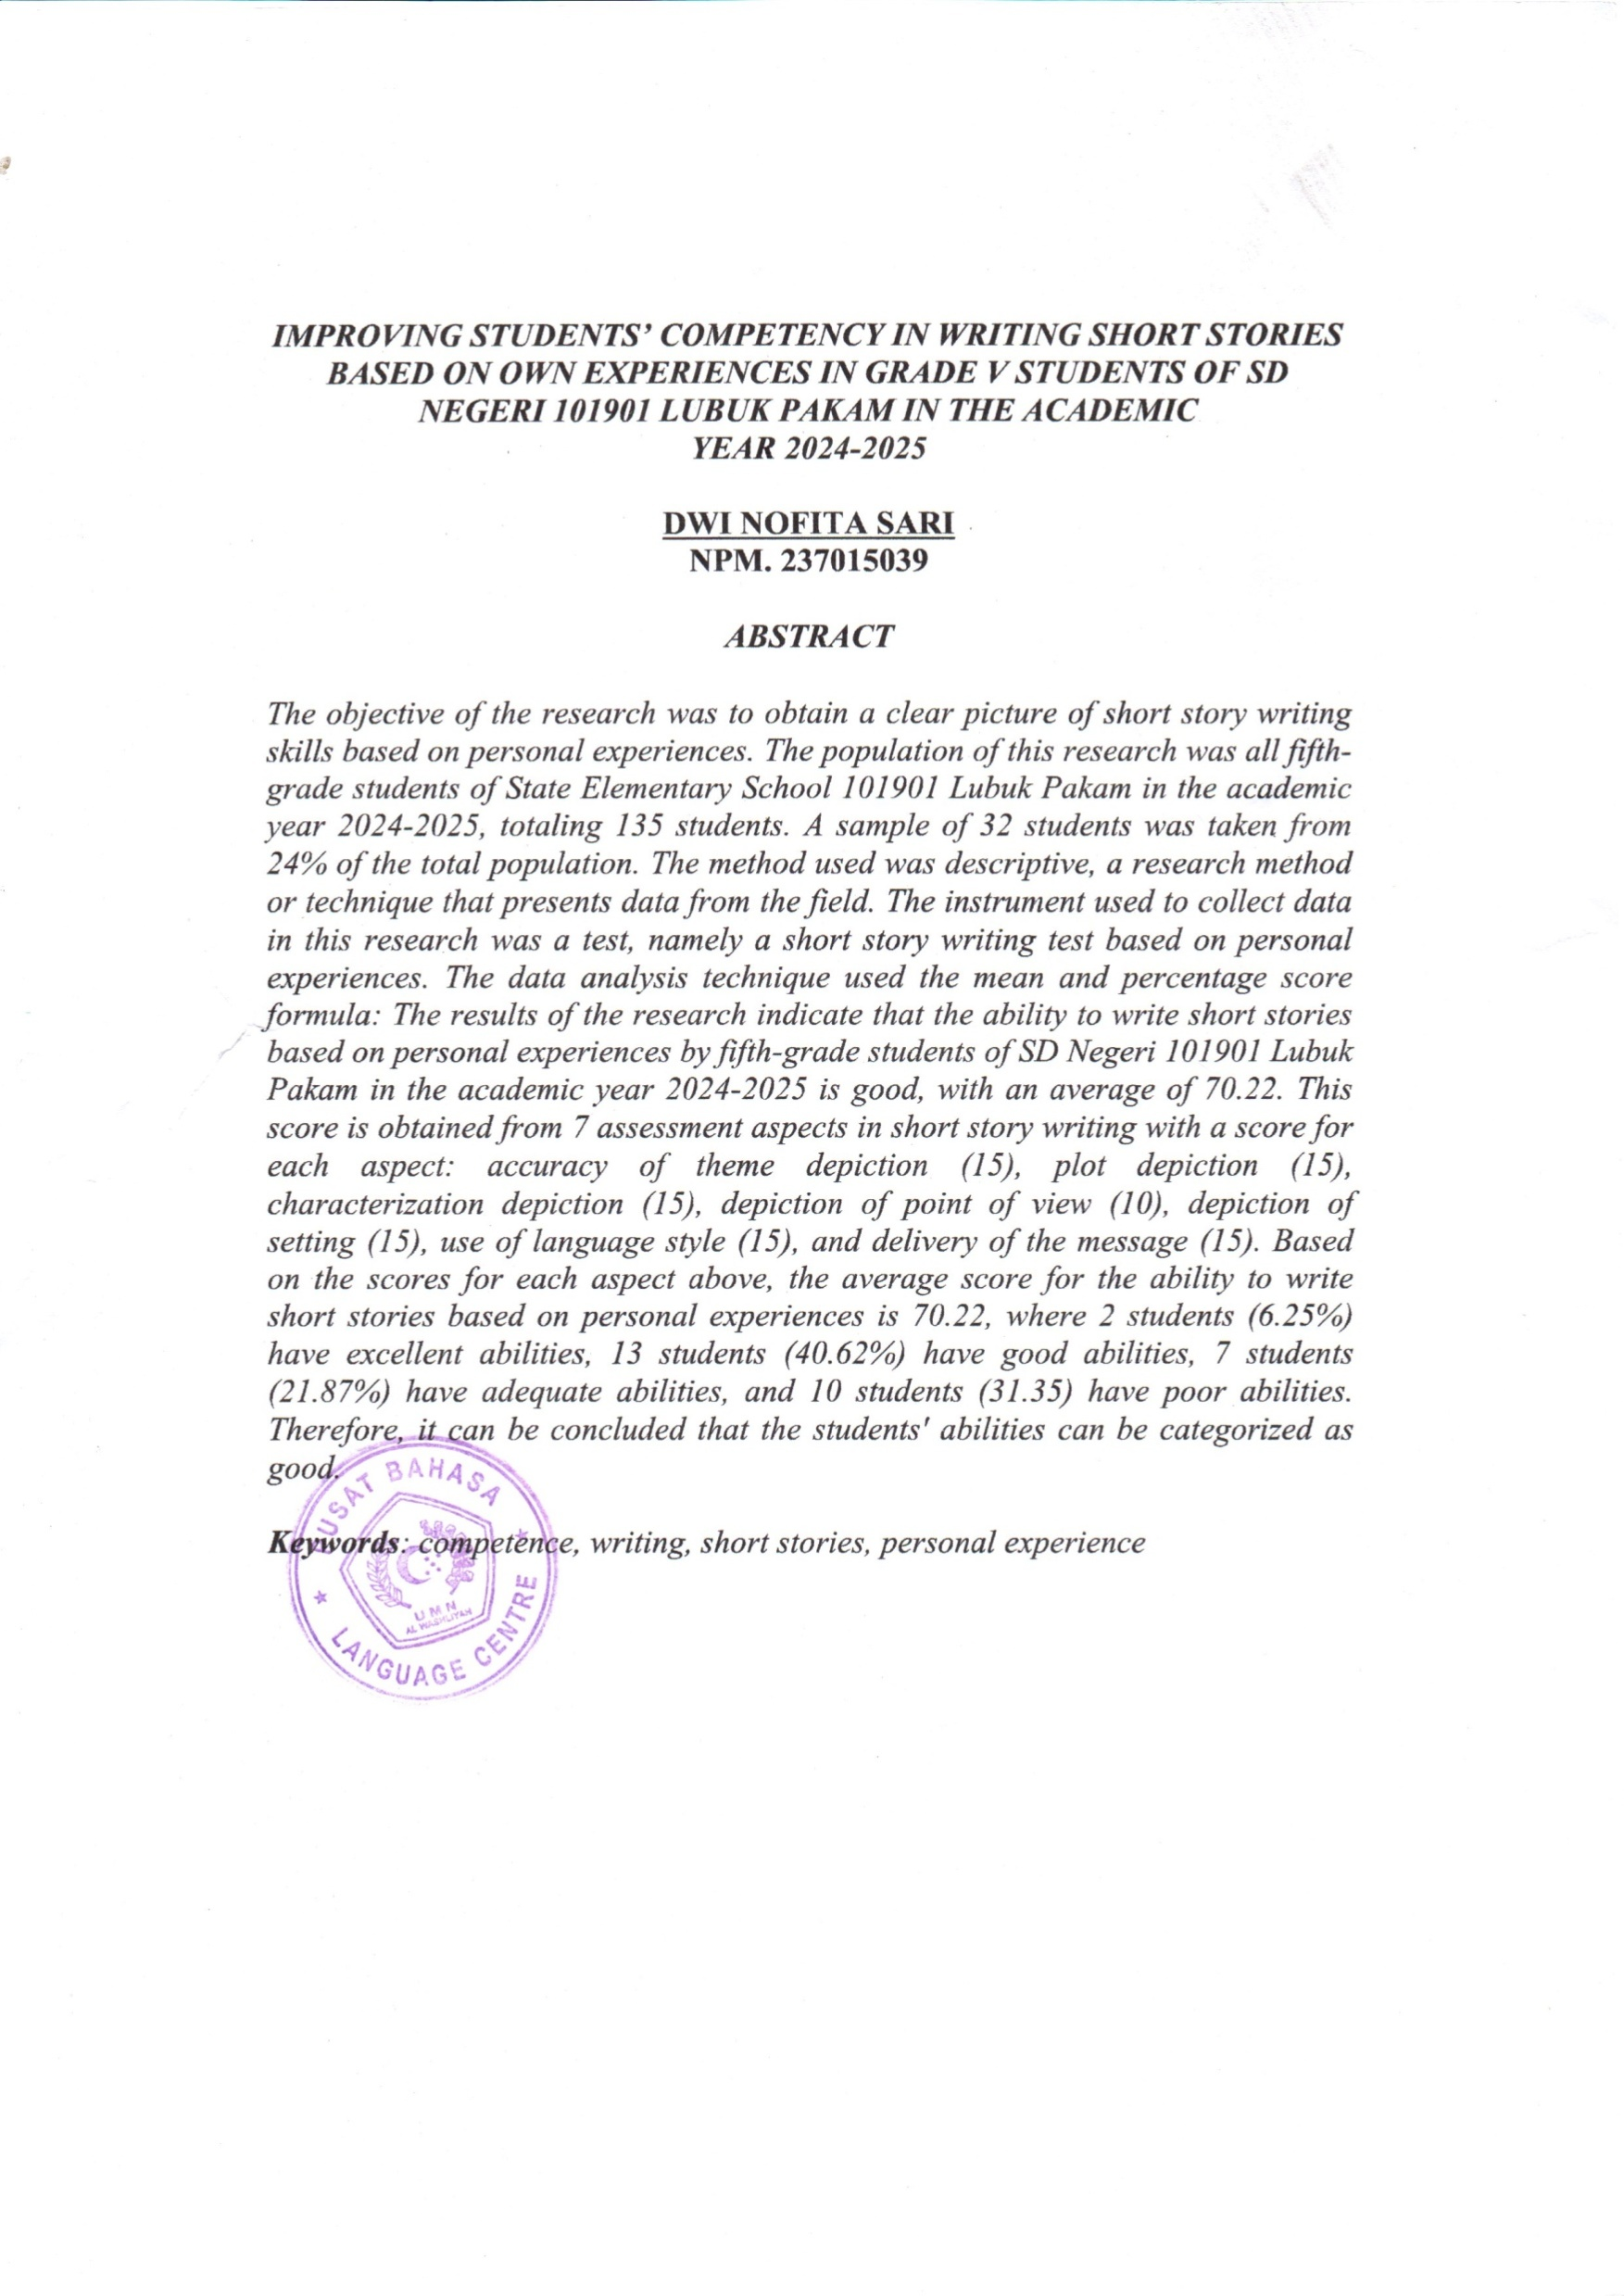 IMPROVING STUDENTS’ COMPETENCY IN WRITING SHORT STORIES
BASED ON OWN EXPERIENCES IN GRADE V STUDENTS OF SD
NEGERI 101901 LUBUK PAKAM IN THE ACADEMIC
YEAR 2024-2025
DWI NOFITA SARI
NPM. 237015039
ABSTRACT
The objective of the research was to obtain a clear picture of short story writing
skills based on personal experiences. The population of this research was all fifth-
grade students of State Elementary School 101901 Lubuk Pakam in the academic
year 2024-2025, totaling 135 students. A sample of 32 students was taken from
24% of the total population. The method used was descriptive, a research method
or technique that presents data from the field. The instrument used to collect data
in this research was a test, namely a short story writing test based on personal
experiences. The data analysis technique used the mean and percentage score
formula: The results of the research indicate that the ability to write short stories
based on personal experiences by fifth-grade students of SD Negeri 101901 Lubuk
Pakam in the academic year 2024-2025 is good, with an average of 70.22. This
score is obtained from 7 assessment aspects in short story writing with a score for
each aspect: accuracy of theme depiction (15), plot depiction (15),
characterization depiction (15), depiction of point of view (10), depiction of
setting (15), use of language style (15), and delivery of the message (15). Based
on the scores for each aspect above, the average score for the ability to write
short stories based on personal experiences is 70.22, where 2 students (6.25%)
have excellent abilities, 13 students (40.62%) have good abilities, 7 students
(21.87%) have adequate abilities, and 10 students (31.35) have poor abilities.
Therefore, it can be concluded that the students' abilities can be categorized as
good.
Keywords: competence, writing, short stories, personal experience
PUSAT BAHASA
UMN
AL WASHLIYAH
LANGUAGE CENTRE